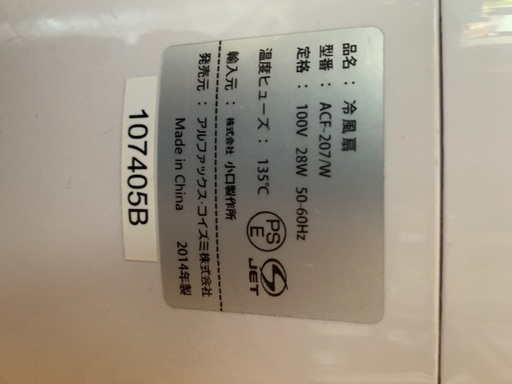 品名： 冷風扇
型番： ACF-207/W
定格： 100V 28W 50-60Hz
温度ヒューズ： 135℃
PS
E
JET
輸入元： 株式会社 小口製作所
発売元： アルファックス・コイズミ株式会社
Made in China 2014年製
107405B